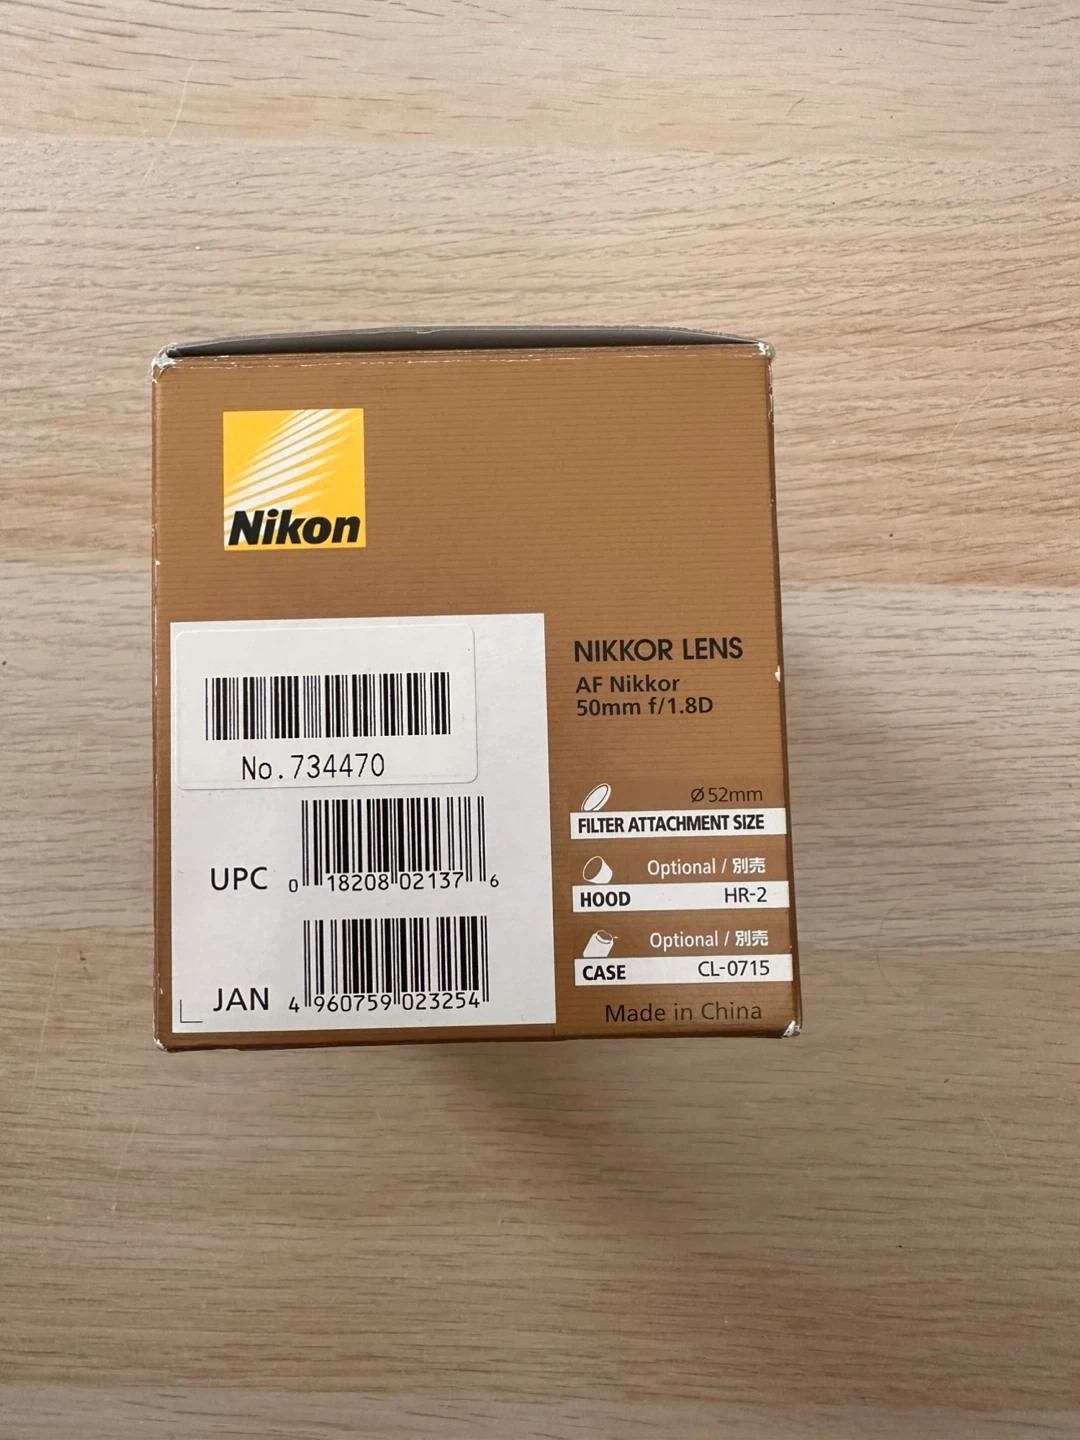 Nikon
NIKKOR LENS
AF Nikkor
50mm f/1.8D
No.734470
UPC 0 18208 02137 6
JAN 4 960759 023254
Ø52mm
FILTER ATTACHMENT SIZE
Optional / 別売
HOOD HR-2
Optional / 別売
CASE CL-0715
Made in China